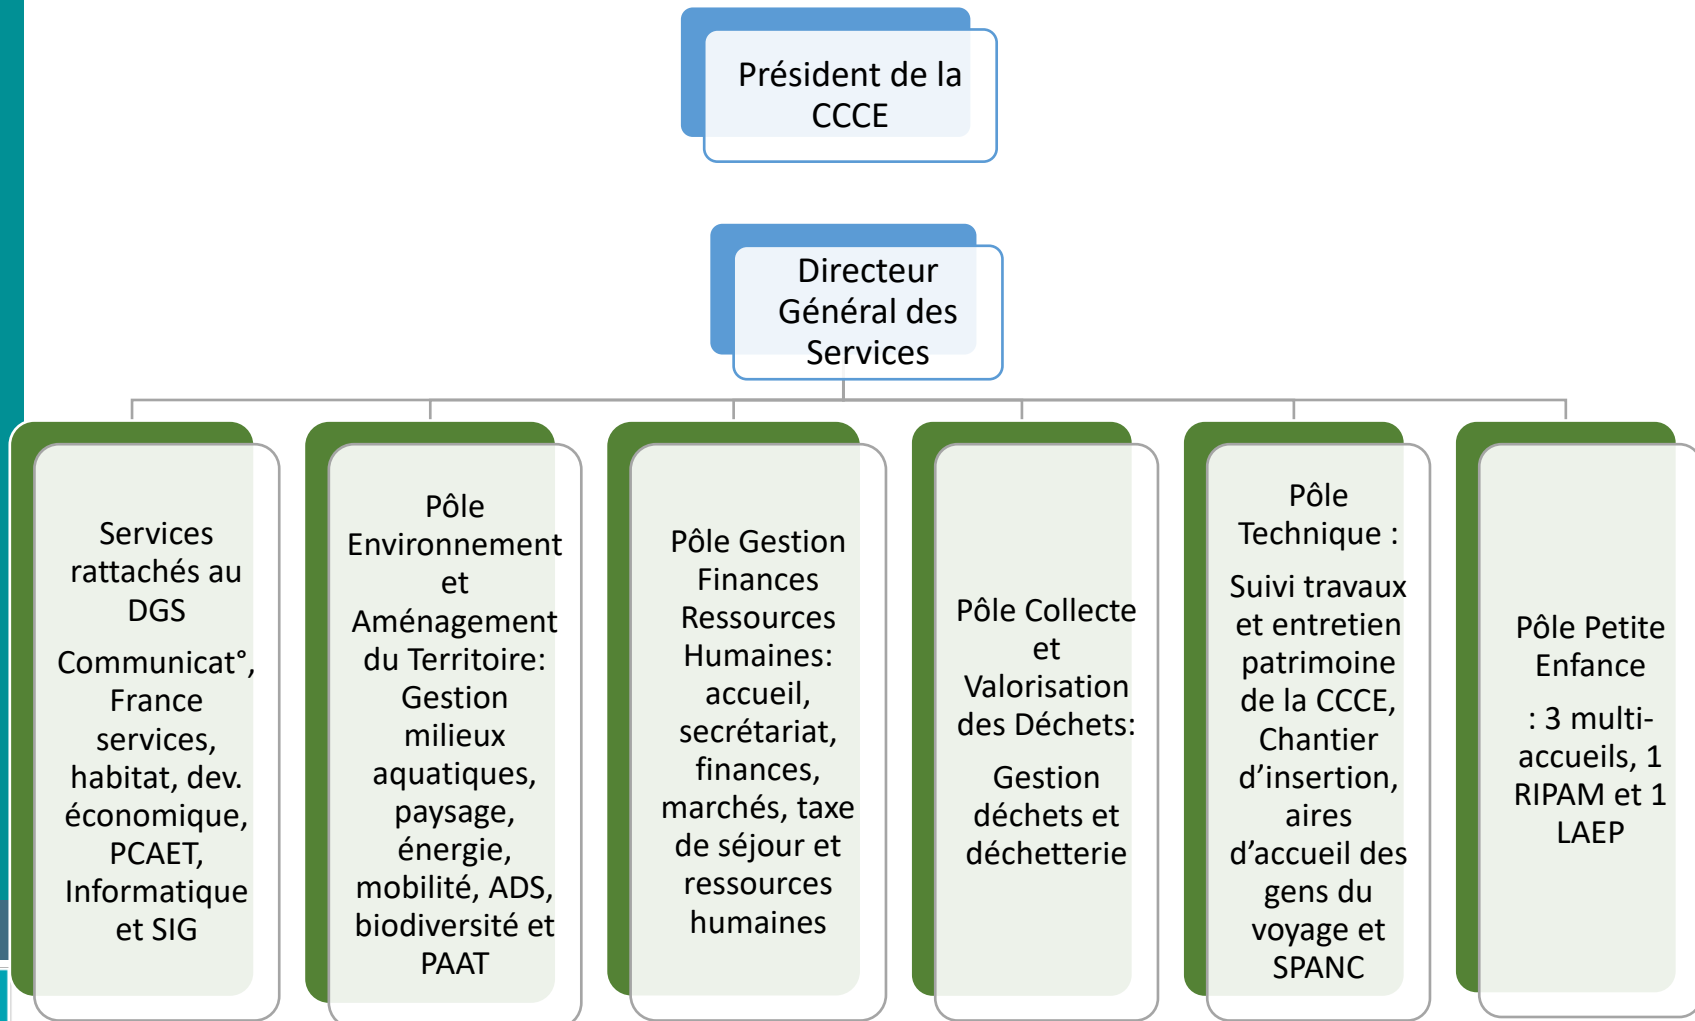 Président de la
CCCE
Directeur
Général des
Services
Services
rattachés au
DGS
Communicat°,
France
services,
habitat, dev.
économique,
PCAET,
Informatique
et SIG
Pôle
Environnement
et
Aménagement
du Territoire:
Gestion
milieux
aquatiques,
paysage,
énergie,
mobilité, ADS,
biodiversité et
PAAT
Pôle Gestion
Finances
Ressources
Humaines:
accueil,
secrétariat,
finances,
marchés, taxe
de séjour et
ressources
humaines
Pôle Collecte
et
Valorisation
des Déchets:
Gestion
déchets et
déchetterie
Pôle
Technique :
Suivi travaux
et entretien
patrimoine
de la CCCE,
Chantier
d’insertion,
aires
d’accueil des
gens du
voyage et
SPANC
Pôle Petite
Enfance
: 3 multi-
accueils, 1
RIPAM et 1
LAEP